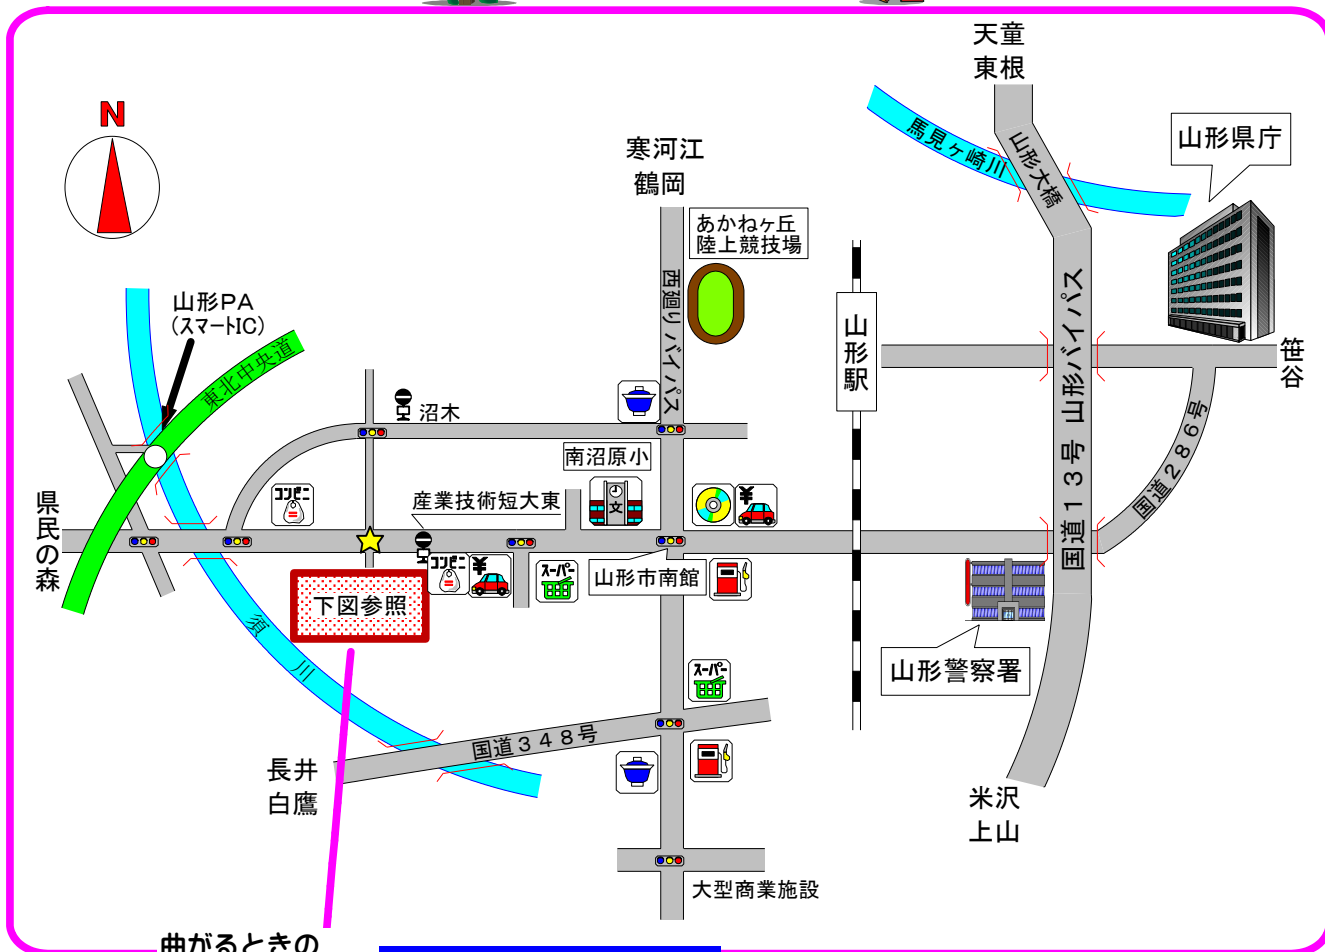 天童
東根
N
馬見ヶ崎川
山形大橋
山形県庁
寒河江
鶴岡
あかねヶ丘
陸上競技場
西廻りバイパス
山形PA
(スマートIC)
東北中央道
山形駅
国道13号 山形バイパス
笹谷
国道286号
沼木
南沼原小
文
コンビニ
産業技術短大東
¥
県民の森
コンビニ
¥
スーパー
山形市南館
下図参照
須川
山形警察署
スーパー
国道348号
長井
白鷹
米沢
上山
大型商業施設
曲がるときの